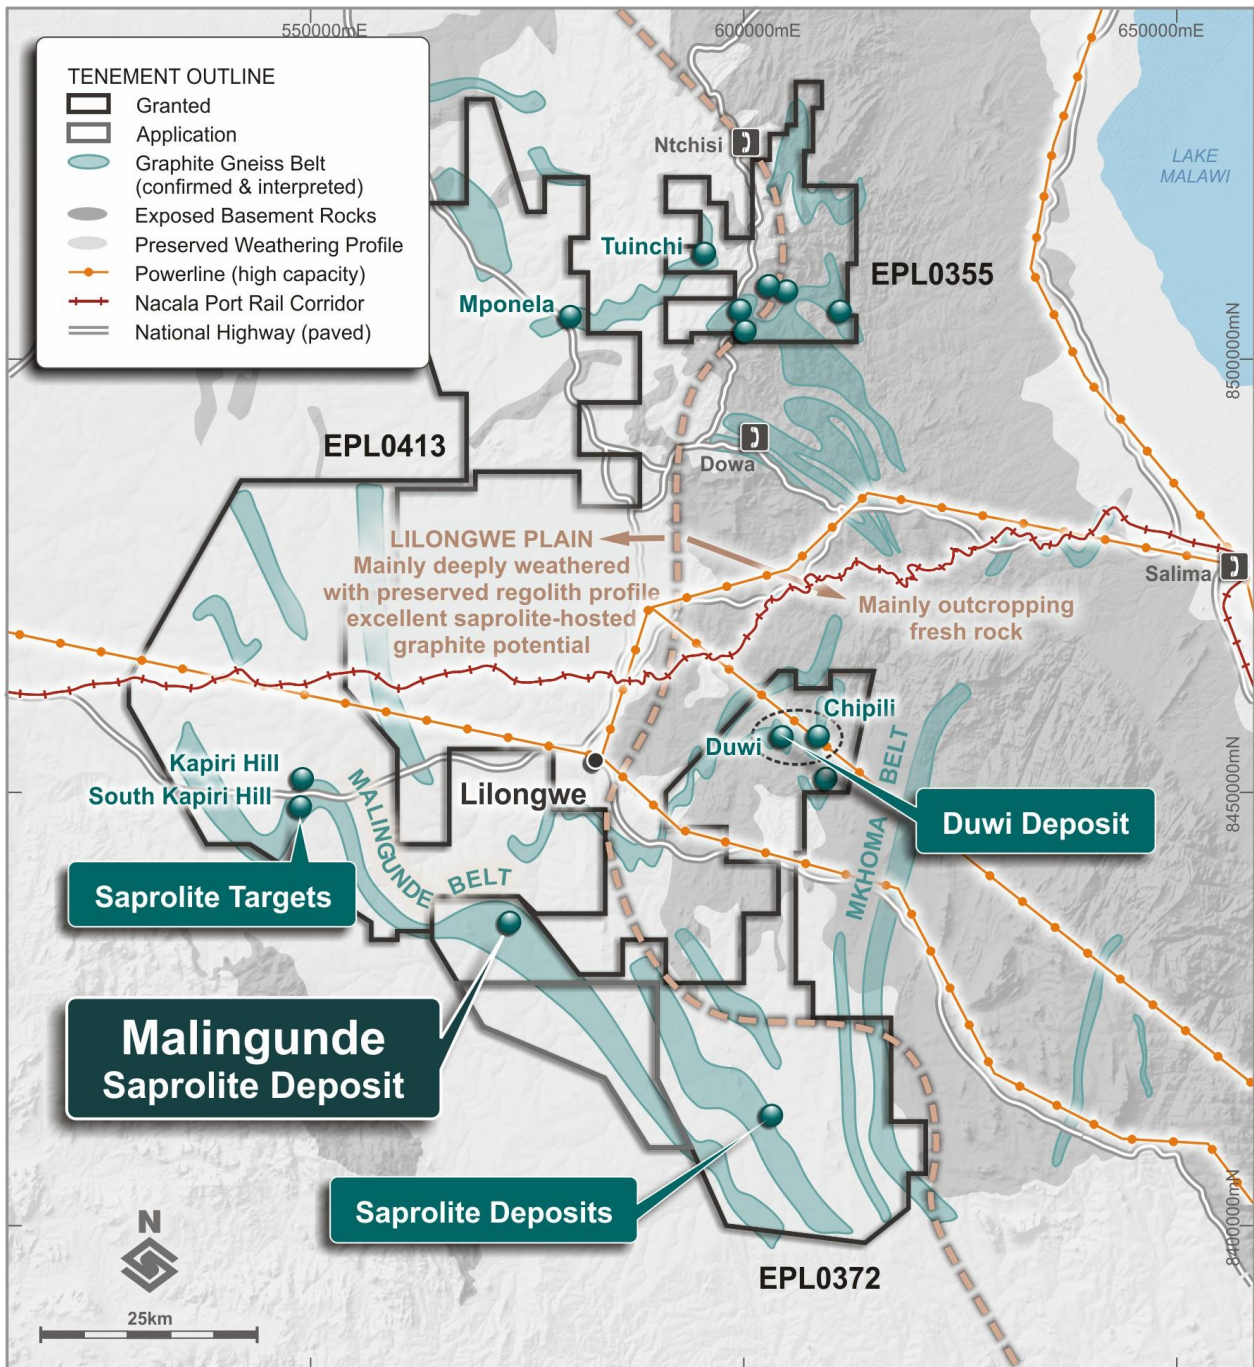 550000mE
600000mE
650000mE
TENEMENT OUTLINE
Granted
Application
Graphite Gneiss Belt
(confirmed & interpreted)
Exposed Basement Rocks
Preserved Weathering Profile
Powerline (high capacity)
Nacala Port Rail Corridor
National Highway (paved)
Ntchisi
LAKE
MALAWI
Tuinchi
EPL0355
Mponela
8500000mN
EPL0413
Dowa
LILONGWE PLAIN
Mainly deeply weathered
with preserved regolith profile
excellent saprolite-hosted
graphite potential
Mainly outcropping
fresh rock
Salima
Chipili
Duwi
Kapiri Hill
South Kapiri Hill
Lilongwe
MALINGUNDE BELT
MKHOMA BELT
8450000mN
Duwi Deposit
Saprolite Targets
Malingunde
Saprolite Deposit
Saprolite Deposits
8400000mN
EPL0372
N
25km